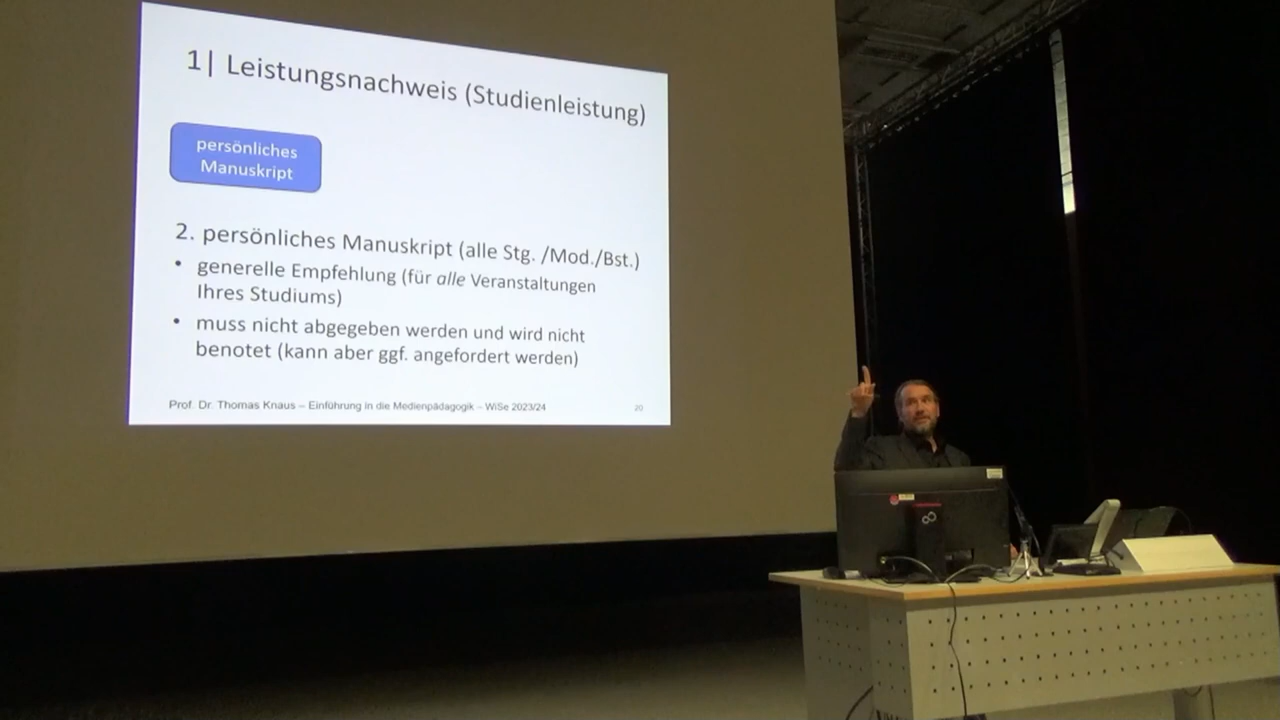 1| Leistungsnachweis (Studienleistung)
persönliches
Manuskript
2. persönliches Manuskript (alle Stg. /Mod./Bst.)
• generelle Empfehlung (für alle Veranstaltungen
Ihres Studiums)
• muss nicht abgegeben werden und wird nicht
benotet (kann aber ggf. angefordert werden)
Prof. Dr. Thomas Knaus – Einführung in die Medienpädagogik – WiSe 2023/24
20